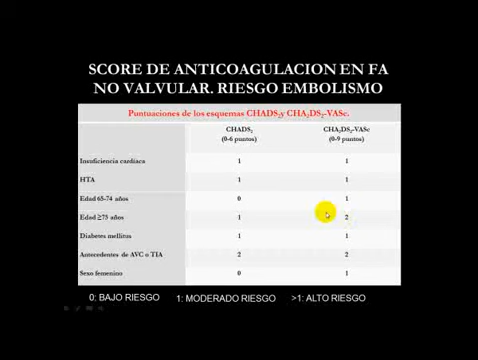 SCORE DE ANTICOAGULACION EN FA
NO VALVULAR. RIESGO EMBOLISMO
Puntuaciones de los esquemas CHADS2 y CHA2DS2-VASc.
CHADS2 CHA2DS2-VASc
(0-6 puntos) (0-9 puntos)
Insuficiencia cardíaca 1 1
HTA 1 1
Edad 65-74 años 0 1
Edad ≥75 años 1 2
Diabetes mellitus 1 1
Antecedentes de AVC o TIA 2 2
Sexo femenino 0 1
0: BAJO RIESGO 1: MODERADO RIESGO >1: ALTO RIESGO